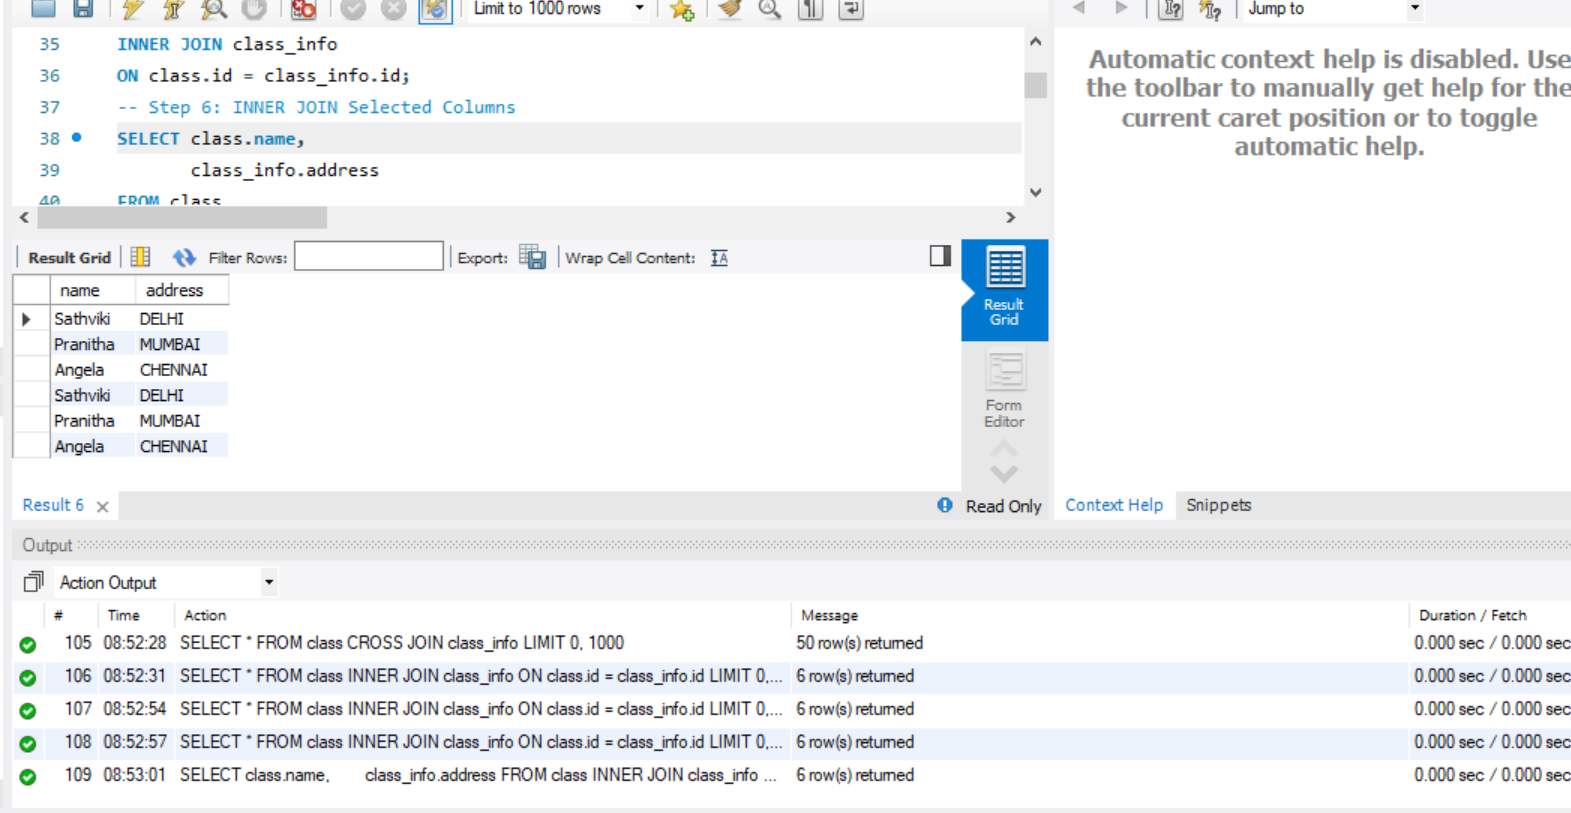 Limit to 1000 rows
Jump to
35 INNER JOIN class_info
36 ON class.id = class_info.id;
37 -- Step 6: INNER JOIN Selected Columns
38 SELECT class.name,
39 class_info.address
40 FROM class
Automatic context help is disabled. Use
the toolbar to manually get help for the
current caret position or to toggle
automatic help.
Result Grid Filter Rows: Export: Wrap Cell Content:
name address
Sathviki DELHI
Pranitha MUMBAI
Angela CHENNAI
Sathviki DELHI
Pranitha MUMBAI
Angela CHENNAI
Result
Grid
Form
Editor
Result 6
Read Only
Context Help Snippets
Output
Action Output
# Time Action Message Duration / Fetch
105 08:52:28 SELECT * FROM class CROSS JOIN class_info LIMIT 0, 1000 50 row(s) returned 0.000 sec / 0.000 sec
106 08:52:31 SELECT * FROM class INNER JOIN class_info ON class.id = class_info.id LIMIT 0,... 6 row(s) returned 0.000 sec / 0.000 sec
107 08:52:54 SELECT * FROM class INNER JOIN class_info ON class.id = class_info.id LIMIT 0,... 6 row(s) returned 0.000 sec / 0.000 sec
108 08:52:57 SELECT * FROM class INNER JOIN class_info ON class.id = class_info.id LIMIT 0,... 6 row(s) returned 0.000 sec / 0.000 sec
109 08:53:01 SELECT class.name, class_info.address FROM class INNER JOIN class_info ... 6 row(s) returned 0.000 sec / 0.000 sec